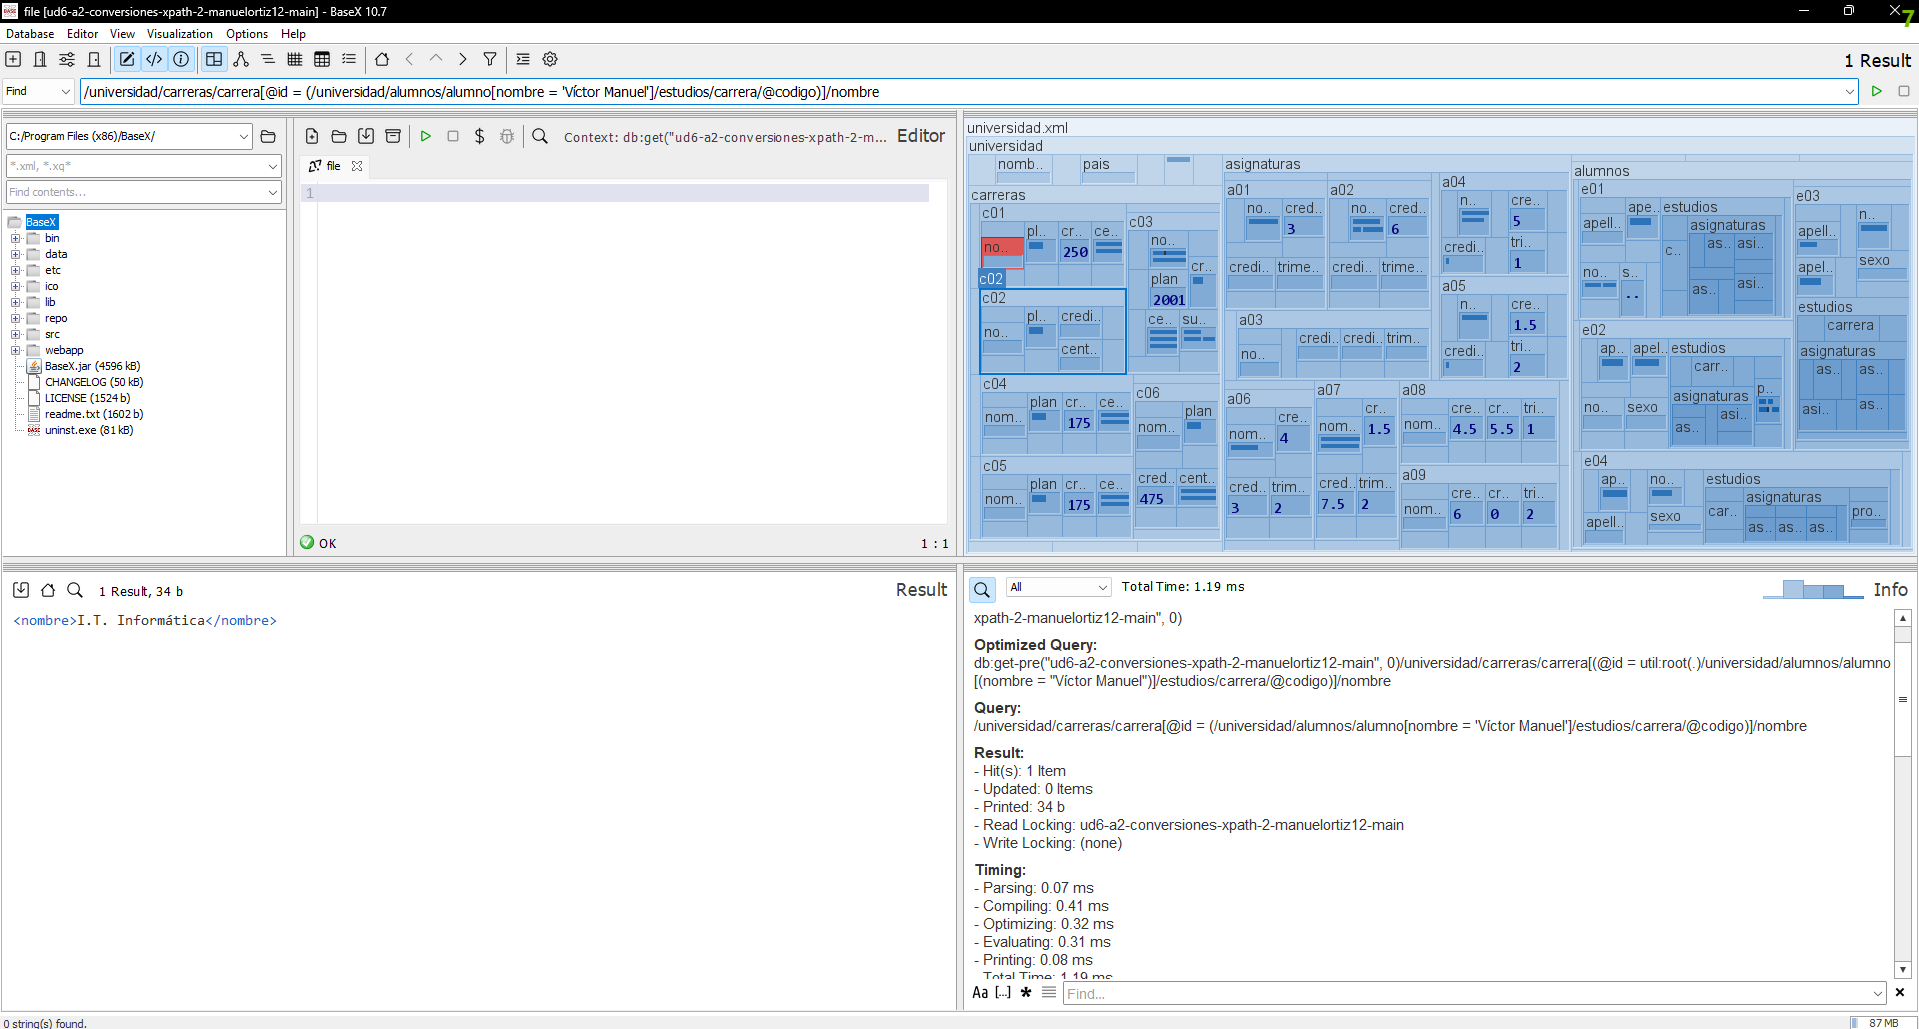 file [ud6-a2-conversiones-xpath-2-manuelortiz12-main] - BaseX 10.7
7
Database Editor View Visualization Options Help
1 Result
Find
/universidad/carreras/carrera[@id = (/universidad/alumnos/alumno[nombre = 'Víctor Manuel']/estudios/carrera/@codigo)]/nombre
C:/Program Files (x86)/BaseX/
*.xml, *.xq*
Find contents...
BaseX
bin
data
etc
ico
lib
repo
src
webapp
BaseX.jar (4596 kB)
CHANGELOG (50 kB)
LICENSE (1524 b)
readme.txt (1602 b)
uninst.exe (81 kB)
Context: db:get("ud6-a2-conversiones-xpath-2-m... Editor
file
1
OK
1 : 1
universidad.xml
universidad
nomb.. pais
carreras
c01
no.. pl.. cr.. ce..
250
c02
c02
no.. pl.. credi..
cent..
c03
no..
cr..
plan
2001
ce.. su..
c04
nom.. plan cr.. ce..
175
c05
nom.. plan cr.. ce..
175
c06
nom.. plan
cred.. cent..
475
asignaturas
a01
no.. cred..
3
credi.. trime..
a02
no.. cred..
6
credi.. trime..
a03
no.. credi.. credi.. trim..
a04
n.. cre..
5
credi.. tri..
1
a05
n.. cre..
1.5
credi.. tri..
2
a06
nom.. cre..
4
cred.. trim..
3 2
a07
nom.. cr..
1.5
cred.. trim..
7.5 2
a08
nom.. cre.. cre.. tri..
4.5 5.5 1
a09
nom.. cre.. cr.. tri..
6 0 2
alumnos
e01
apell.. ape.. estudios
asignaturas
c.. as.. asi..
no.. s.. as.. asi..
..
e02
ap.. apel.. estudios
carr..
asignaturas p..
no.. sexo as.. asi..
e03
apell.. n..
apel.. sexo
estudios
carrera
asignaturas
as.. as..
asi.. as..
e04
ap.. no.. estudios
asignaturas
apell.. sexo car.. as.. as.. as.. pro..
1 Result, 34 b Result
<nombre>I.T. Informática</nombre>
All
Total Time: 1.19 ms
Info
xpath-2-manuelortiz12-main", 0)
Optimized Query:
db:get-pre("ud6-a2-conversiones-xpath-2-manuelortiz12-main", 0)/universidad/carreras/carrera[(@id = util:root(.)/universidad/alumnos/alumno
[(nombre = "Víctor Manuel")]/estudios/carrera/@codigo)]/nombre
Query:
/universidad/carreras/carrera[@id = (/universidad/alumnos/alumno[nombre = 'Víctor Manuel']/estudios/carrera/@codigo)]/nombre
Result:
- Hit(s): 1 Item
- Updated: 0 Items
- Printed: 34 b
- Read Locking: ud6-a2-conversiones-xpath-2-manuelortiz12-main
- Write Locking: (none)
Timing:
- Parsing: 0.07 ms
- Compiling: 0.41 ms
- Optimizing: 0.32 ms
- Evaluating: 0.31 ms
- Printing: 0.08 ms
- Total Time: 1.19 ms
Aa [...] * Find...
0 string(s) found.
87 MB